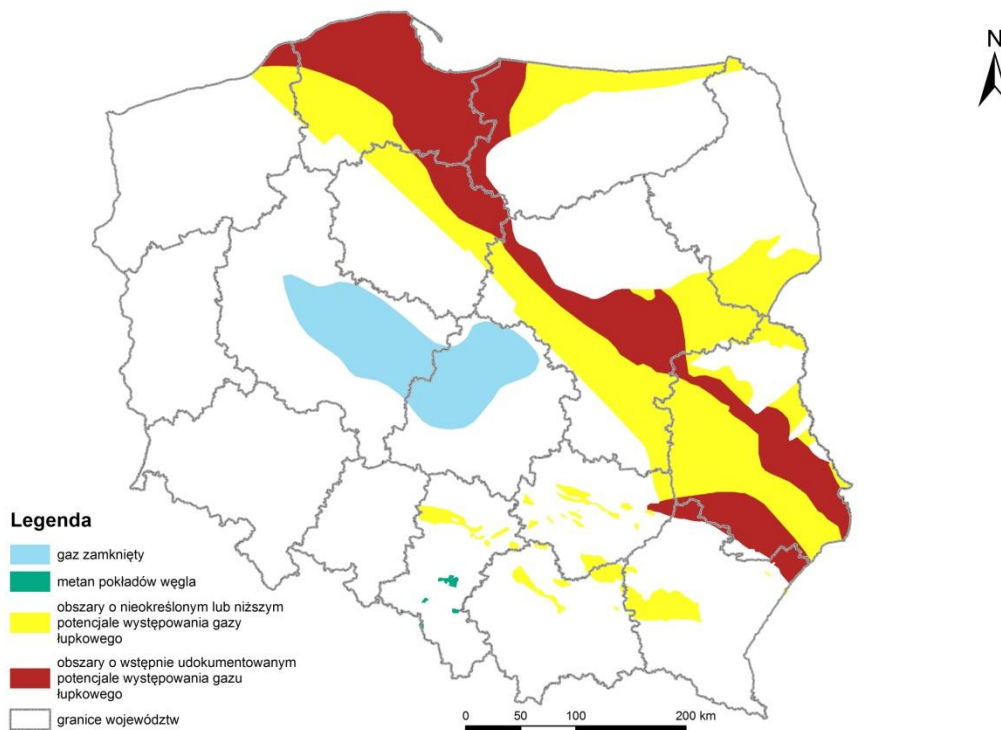 N
Legenda
gaz zamknięty
metan pokładów węgla
obszary o nieokreślonym lub niższym
potencjale występowania gazy
łupkowego
obszary o wstępnie udokumentowanym
potencjale występowania gazu
łupkowego
granice województw
0 50 100 200 km